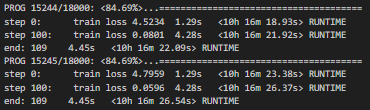 PROG 15244/18000: <84.69%>...=====================================
step 0:     train loss 4.5234  1.29s   <10h 16m 18.93s> RUNTIME
step 100:   train loss 0.0801  4.28s   <10h 16m 21.92s> RUNTIME
end: 109    4.45s   <10h 16m 22.09s> RUNTIME
PROG 15245/18000: <84.69%>...=====================================
step 0:     train loss 4.7959  1.29s   <10h 16m 23.38s> RUNTIME
step 100:   train loss 0.0596  4.28s   <10h 16m 26.37s> RUNTIME
end: 109    4.45s   <10h 16m 26.54s> RUNTIME